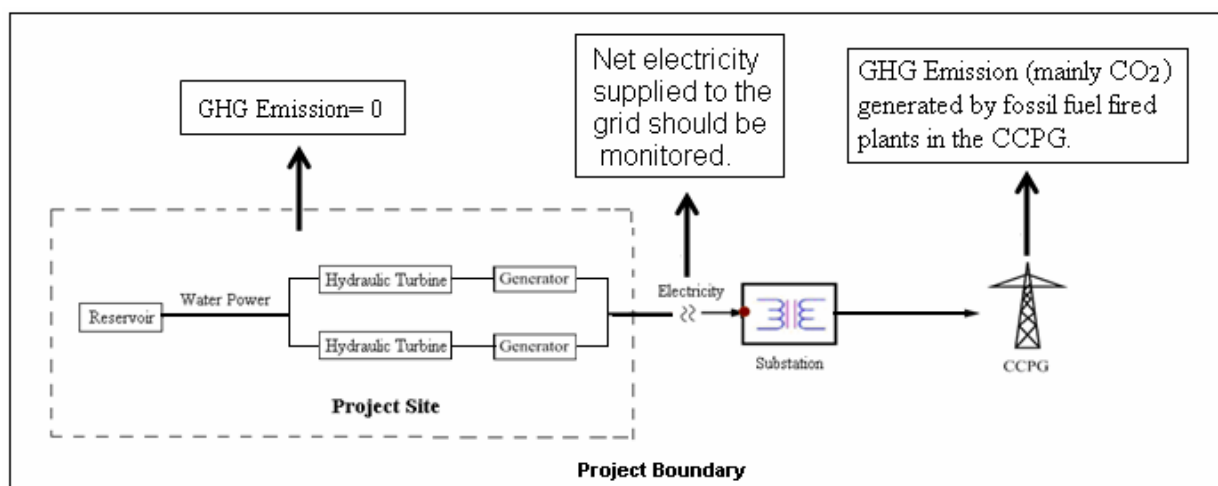 GHG Emission= 0
Net electricity
supplied to the
grid should be
monitored.
GHG Emission (mainly CO2)
generated by fossil fuel fired
plants in the CCPG.
Reservoir
Water Power
Hydraulic Turbine
Generator
Hydraulic Turbine
Generator
Electricity
Substation
CCPG
Project Site
Project Boundary